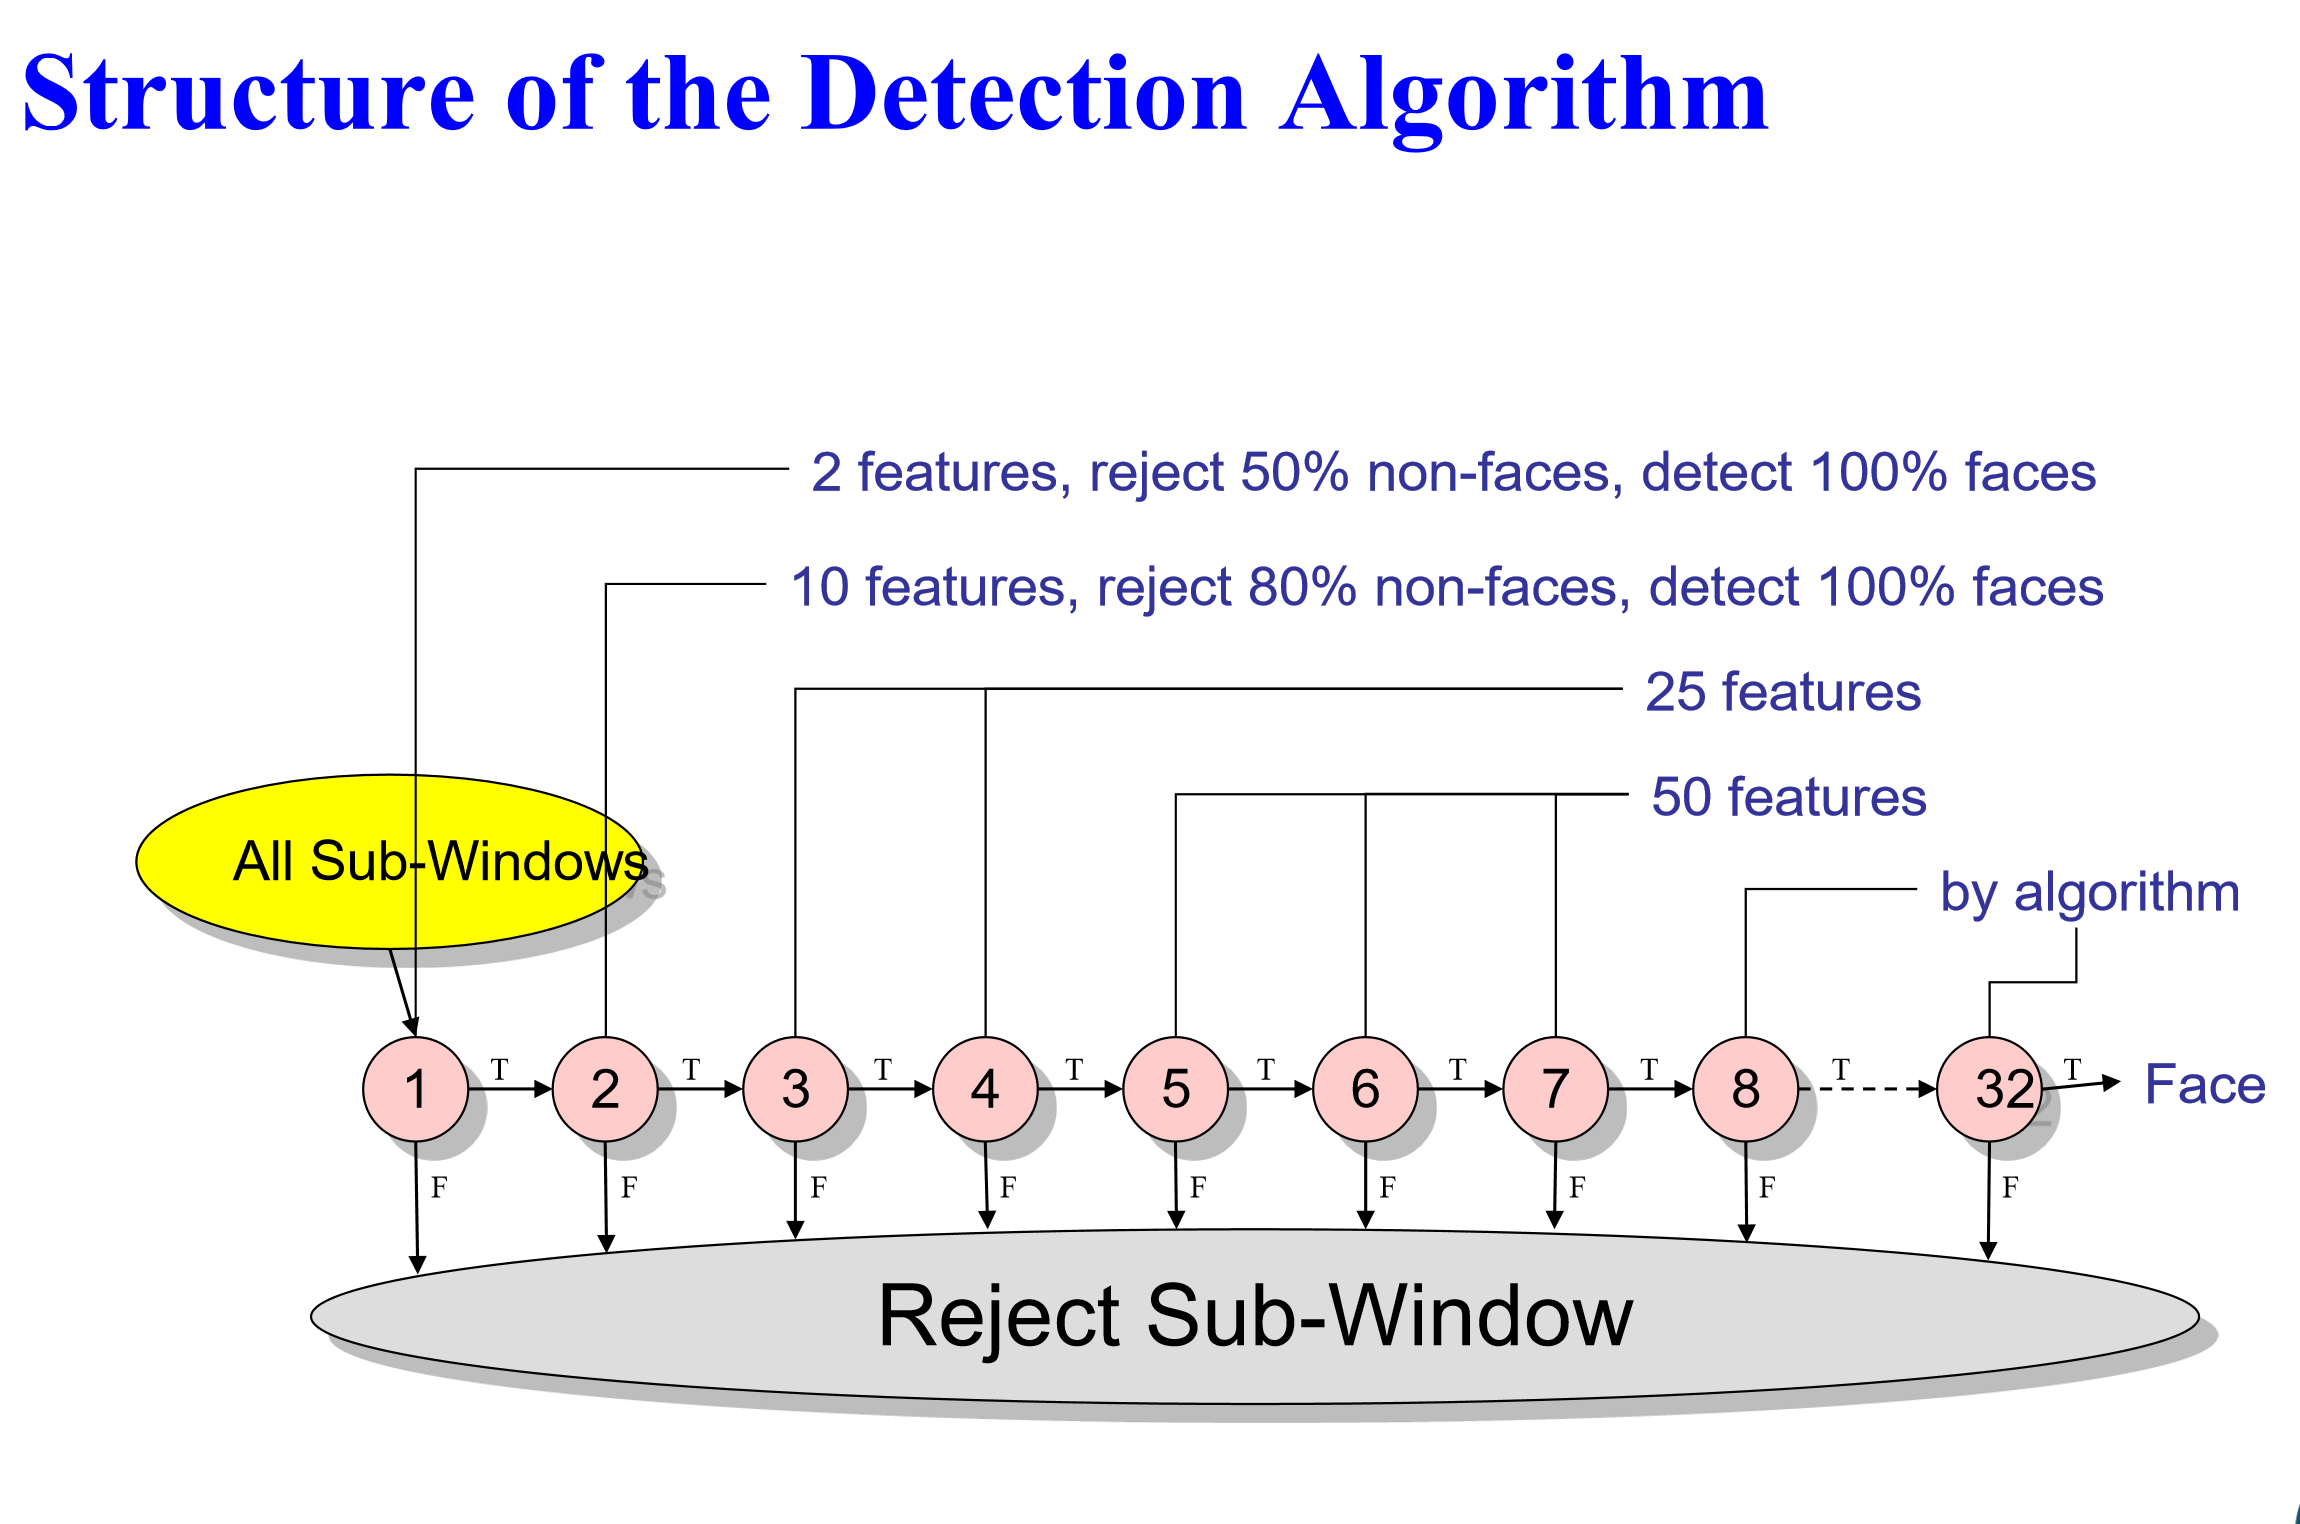 Structure of the Detection Algorithm
2 features, reject 50% non-faces, detect 100% faces
10 features, reject 80% non-faces, detect 100% faces
25 features
50 features
All Sub-Windows
by algorithm
1 T 2 T 3 T 4 T 5 T 6 T 7 T 8 T 32 T Face
F F F F F F F F F
Reject Sub-Window